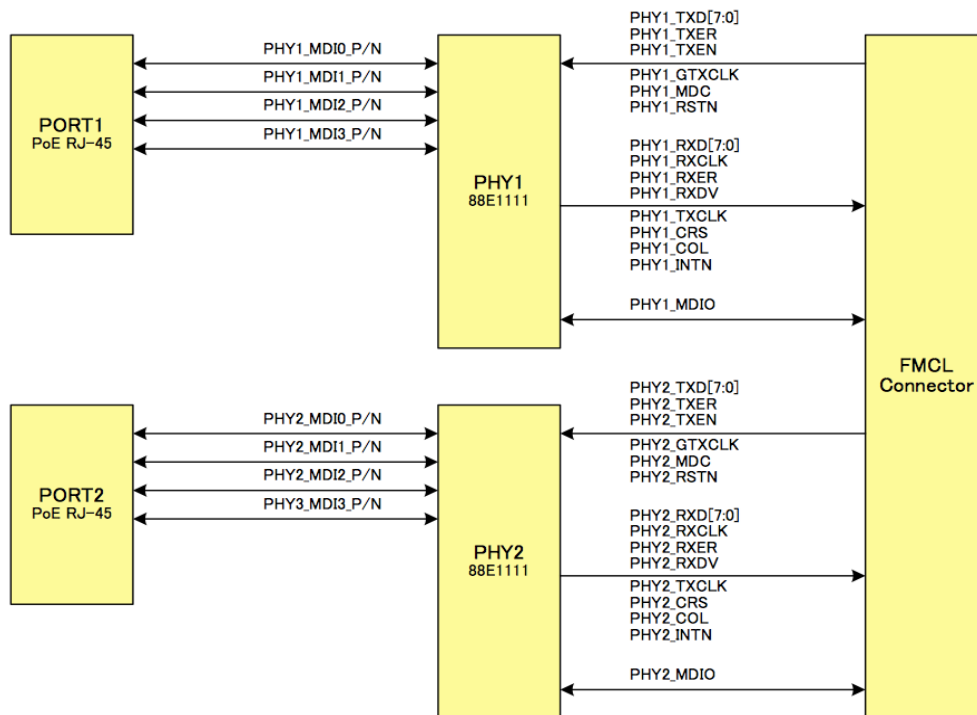 PHY1_TXD[7:0]
PHY1_TXER
PHY1_TXEN
PHY1_MDI0_P/N
PHY1_GTXCLK
PHY1_MDC
PHY1_RSTN
PHY1_MDI1_P/N
PHY1_MDI2_P/N
PHY1_MDI3_P/N
PORT1
PoE RJ-45
PHY1
88E1111
PHY1_RXD[7:0]
PHY1_RXCLK
PHY1_RXER
PHY1_RXDV
PHY1_TXCLK
PHY1_CRS
PHY1_COL
PHY1_INTN
PHY1_MDIO
FMCL
Connector
PHY2_TXD[7:0]
PHY2_TXER
PHY2_TXEN
PHY2_MDI0_P/N
PHY2_GTXCLK
PHY2_MDC
PHY2_RSTN
PHY2_MDI1_P/N
PHY2_MDI2_P/N
PHY3_MDI3_P/N
PORT2
PoE RJ-45
PHY2
88E1111
PHY2_RXD[7:0]
PHY2_RXCLK
PHY2_RXER
PHY2_RXDV
PHY2_TXCLK
PHY2_CRS
PHY2_COL
PHY2_INTN
PHY2_MDIO